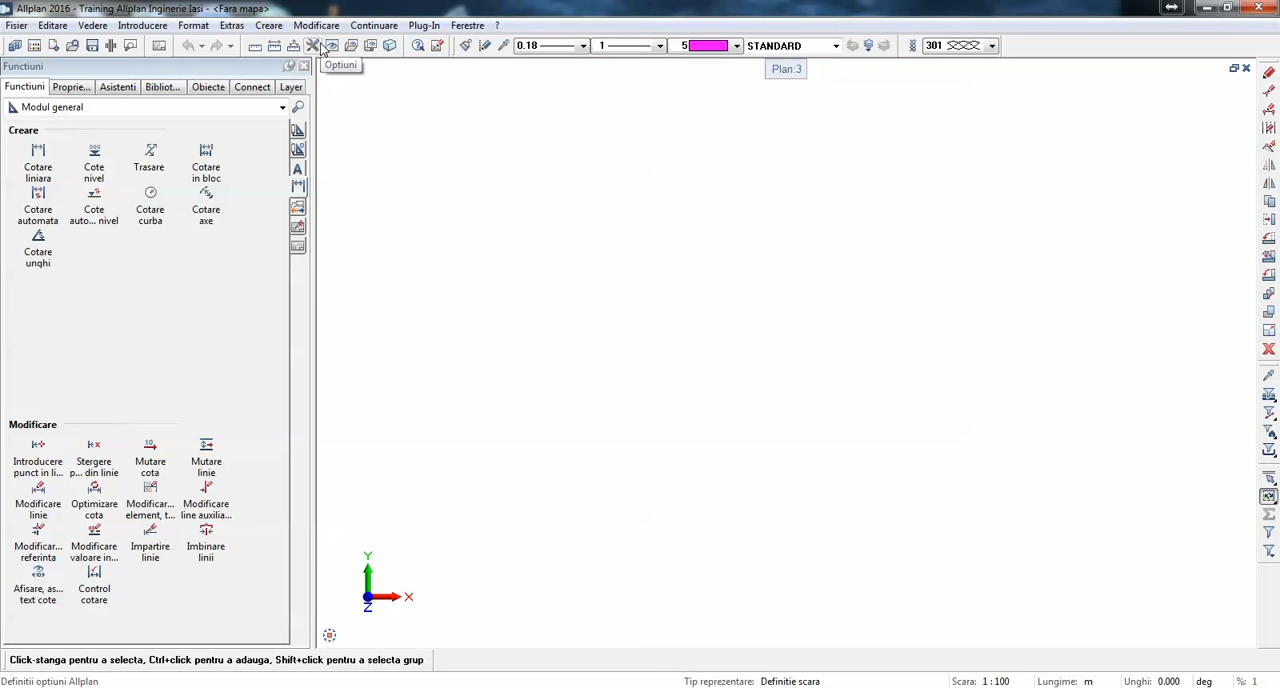 Allplan 2016 - Training Allplan Inginerie Iasi - <Fara mapa>
Fisier Editare Vedere Introducere Format Extras Creare Modificare Continuare Plug-In Ferestre ?
0.18 1 5 STANDARD 301
Optiuni
Functiuni
Plan:3
Functiuni Proprie... Asistenti Bibliot... Obiecte Connect Layer
Modul general
Creare
Cotare liniara
Cote nivel
Trasare
Cotare in bloc
Cotare automata
Cote auto... nivel
Cotare curba
Cotare axe
Cotare unghi
Modificare
Introducere punct in li...
Stergere p... din linie
Mutare cota
Mutare linie
Modificare linie
Optimizare cota
Modificar... element, t...
Modificare line auxilia...
Modificar... referinta
Modificare valoare in...
Impartire linie
Imbinare linii
Afisare, as... text cote
Control cotare
Y
X
Z
Click-stanga pentru a selecta, Ctrl+click pentru a adauga, Shift+click pentru a selecta grup
Definitii optiuni Allplan Tip reprezentare: Definitie scara Scara: 1 : 100 Lungime: m Unghi: 0.000 deg %: 1